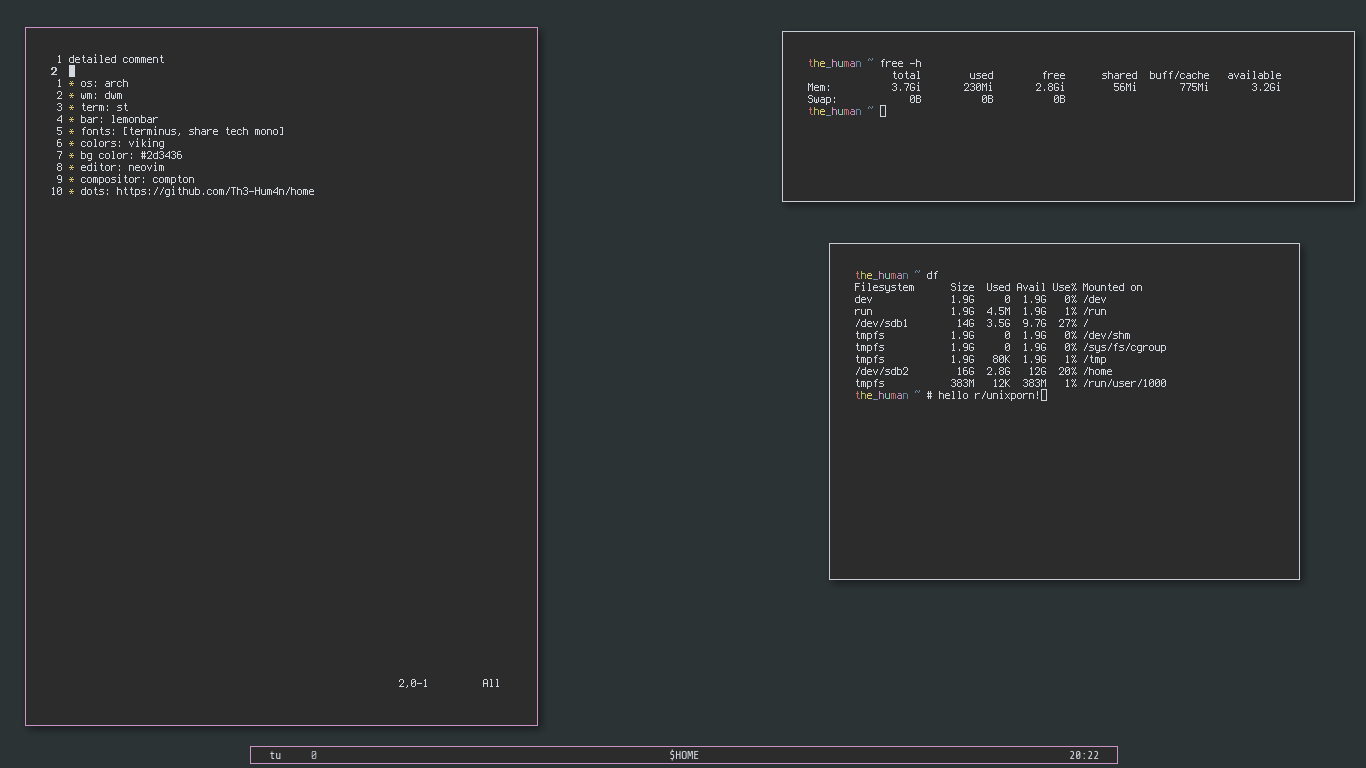 1 detailed comment
2
1 * os: arch
2 * wm: dwm
3 * term: st
4 * bar: lemonbar
5 * fonts: [terminus, share tech mono]
6 * colors: viking
7 * bg color: #2d3436
8 * editor: neovim
9 * compositor: compton
10 * dots: https://github.com/Th3-Hum4n/home
2,0-1 All
the_human ~ free -h
total used free shared buff/cache available
Mem: 3.7Gi 230Mi 2.8Gi 56Mi 775Mi 3.2Gi
Swap: 0B 0B 0B
the_human ~
the_human ~ df
Filesystem Size Used Avail Use% Mounted on
dev 1.9G 0 1.9G 0% /dev
run 1.9G 4.5M 1.9G 1% /run
/dev/sdb1 14G 3.5G 9.7G 27% /
tmpfs 1.9G 0 1.9G 0% /dev/shm
tmpfs 1.9G 0 1.9G 0% /sys/fs/cgroup
tmpfs 1.9G 80K 1.9G 1% /tmp
/dev/sdb2 16G 2.8G 12G 20% /home
tmpfs 383M 12K 383M 1% /run/user/1000
the_human ~ # hello r/unixporn!
tu 0 $HOME 20:22